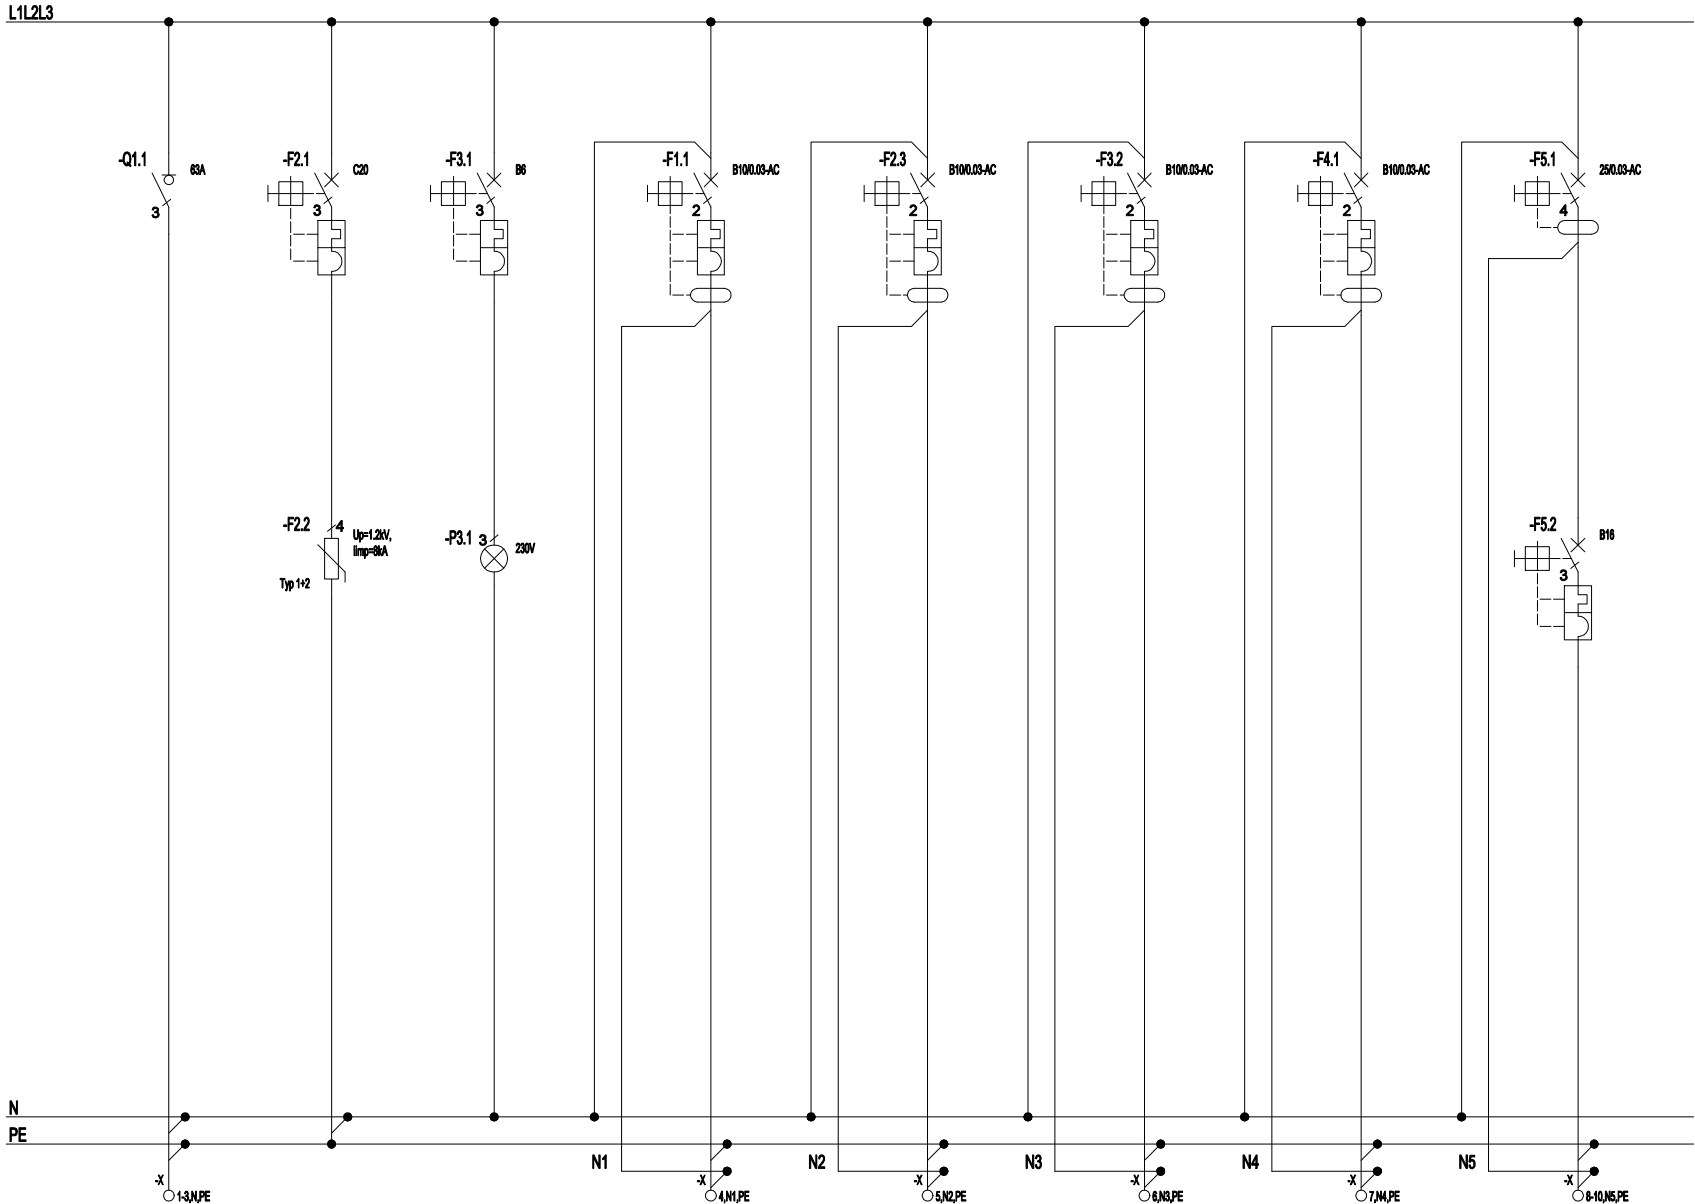 L1L2L3
-Q1.1
63A
3
-F2.1
C20
3
-F3.1
B6
3
-F1.1
B10/0.03-AC
2
-F2.3
B10/0.03-AC
2
-F3.2
B10/0.03-AC
2
-F4.1
B10/0.03-AC
2
-F5.1
25/0.03-AC
4
-F2.2
4
Up=1.2kV,
Iimp=8kA
Typ 1+2
-P3.1
3
230V
-F5.2
B16
3
N
PE
N1
N2
N3
N4
N5
-X
1-3,N,PE
-X
4,N1,PE
-X
5,N2,PE
-X
6,N3,PE
-X
7,N4,PE
-X
8-10,N5,PE